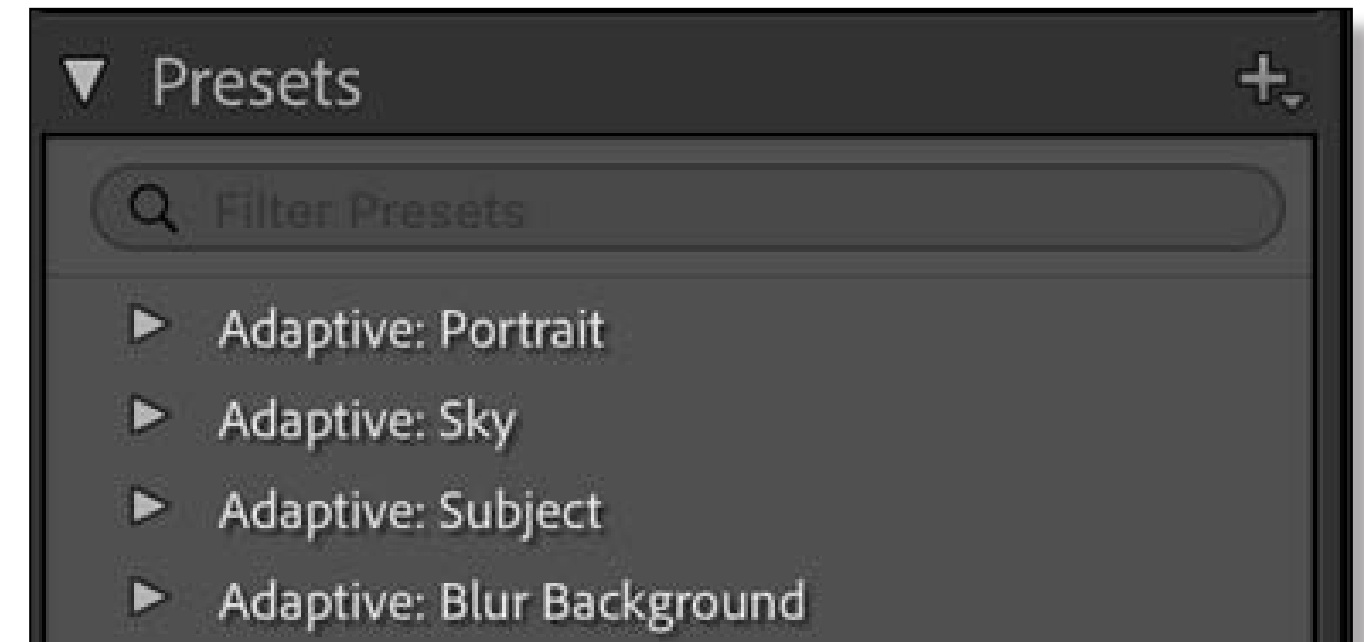 Presets
Filter Presets
Adaptive: Portrait
Adaptive: Sky
Adaptive: Subject
Adaptive: Blur Background